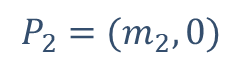 P₂ = (m₂, 0)